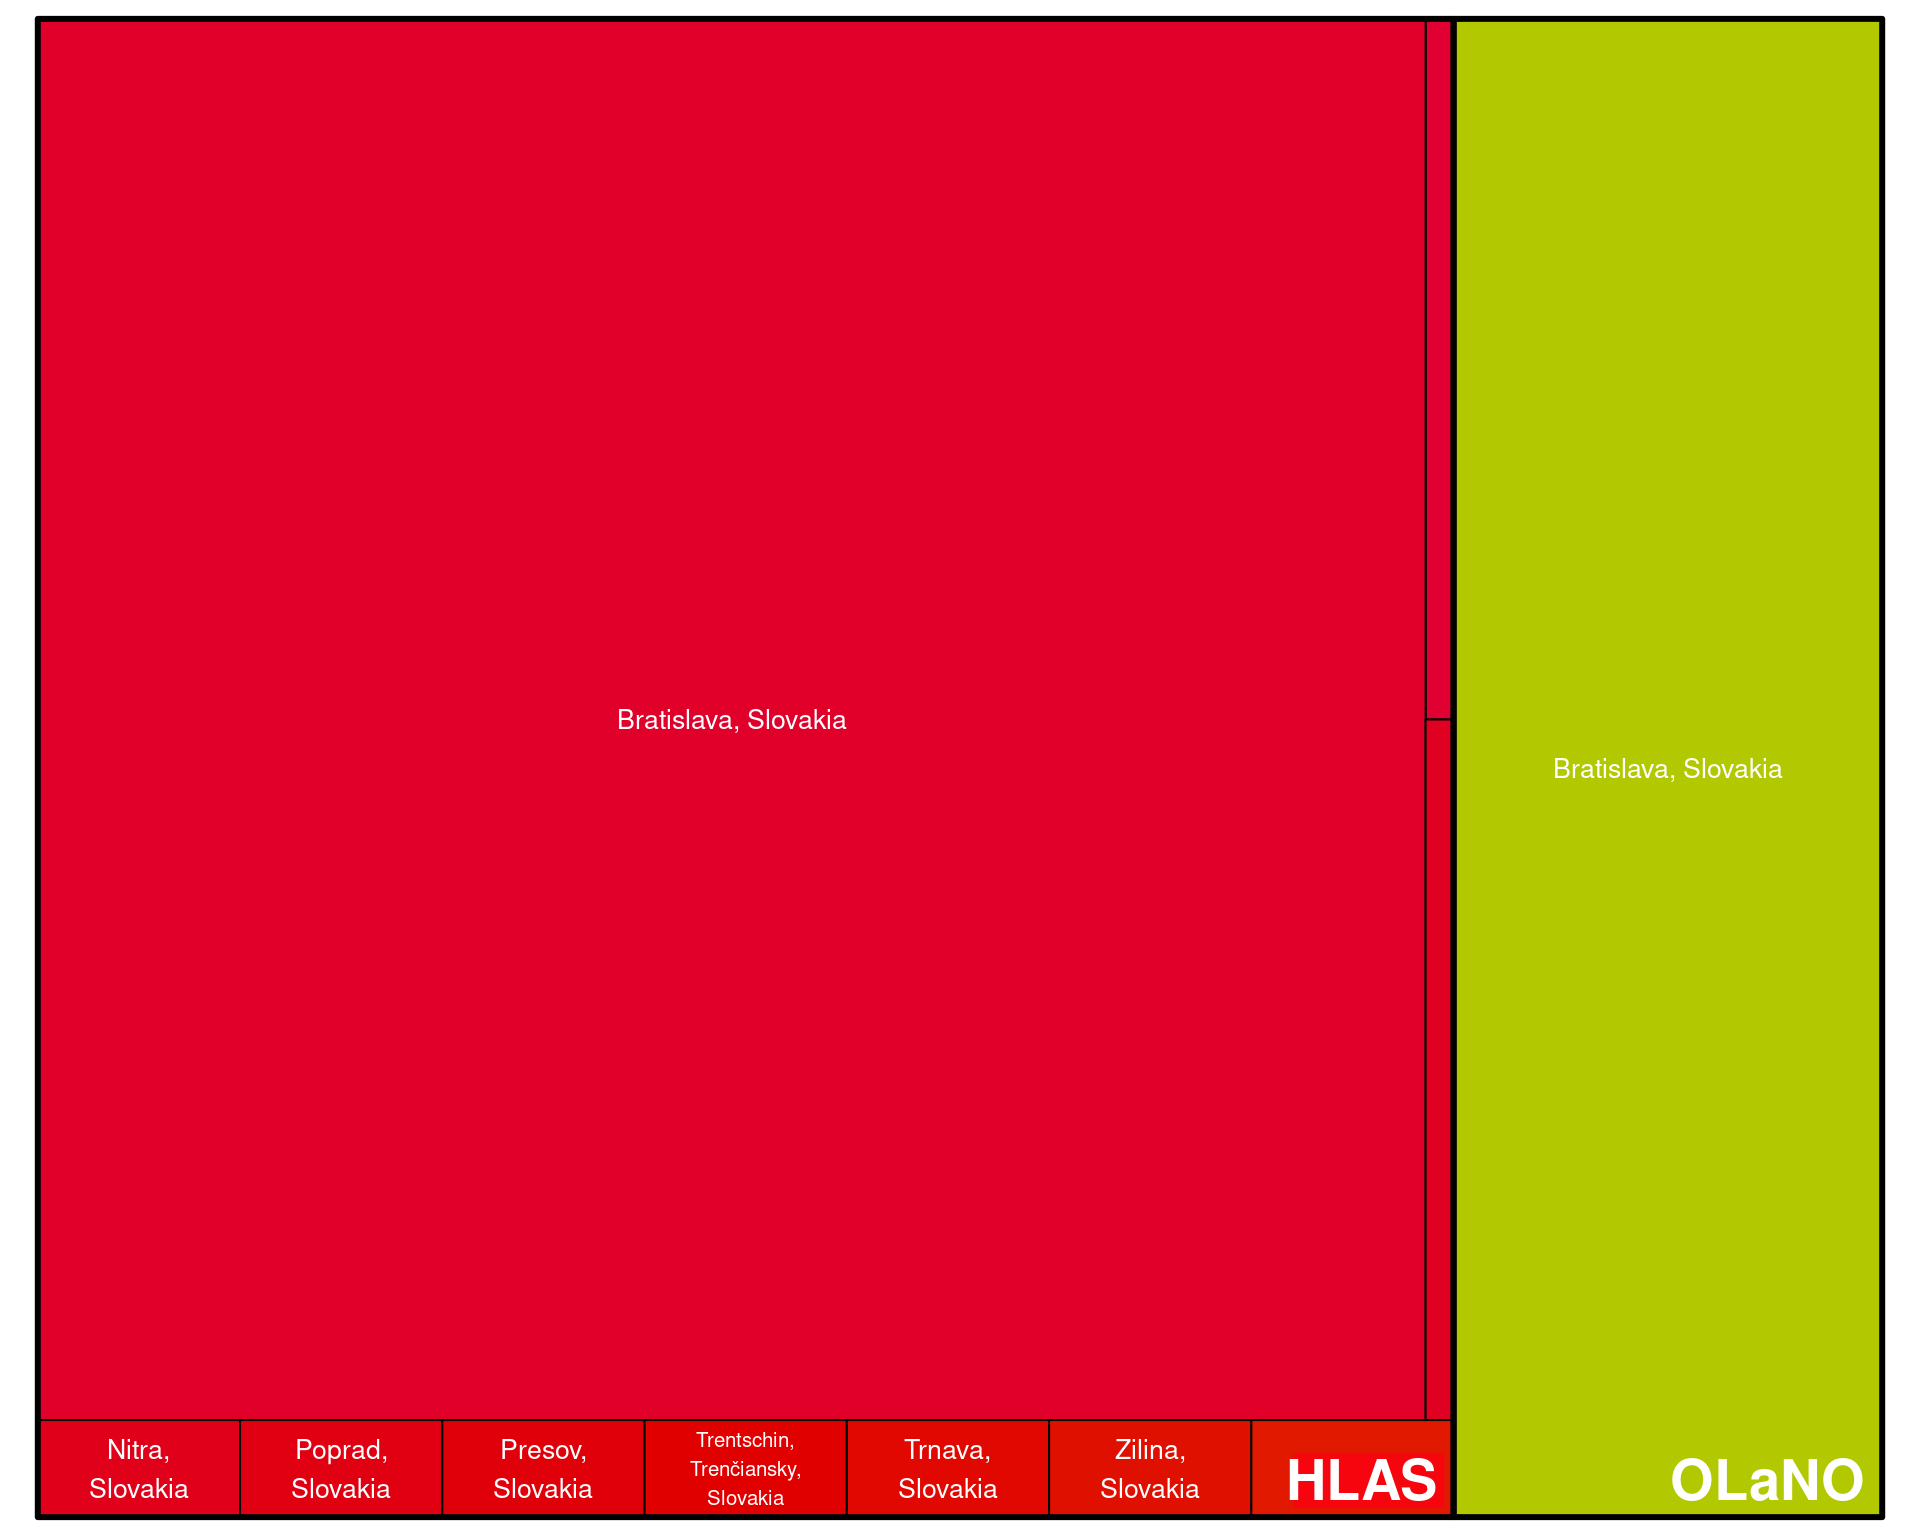 Bratislava, Slovakia
Bratislava, Slovakia
Nitra,
Slovakia
Poprad,
Slovakia
Presov,
Slovakia
Trentschin,
Trenčiansky,
Slovakia
Trnava,
Slovakia
Zilina,
Slovakia
HLAS
OLaNO